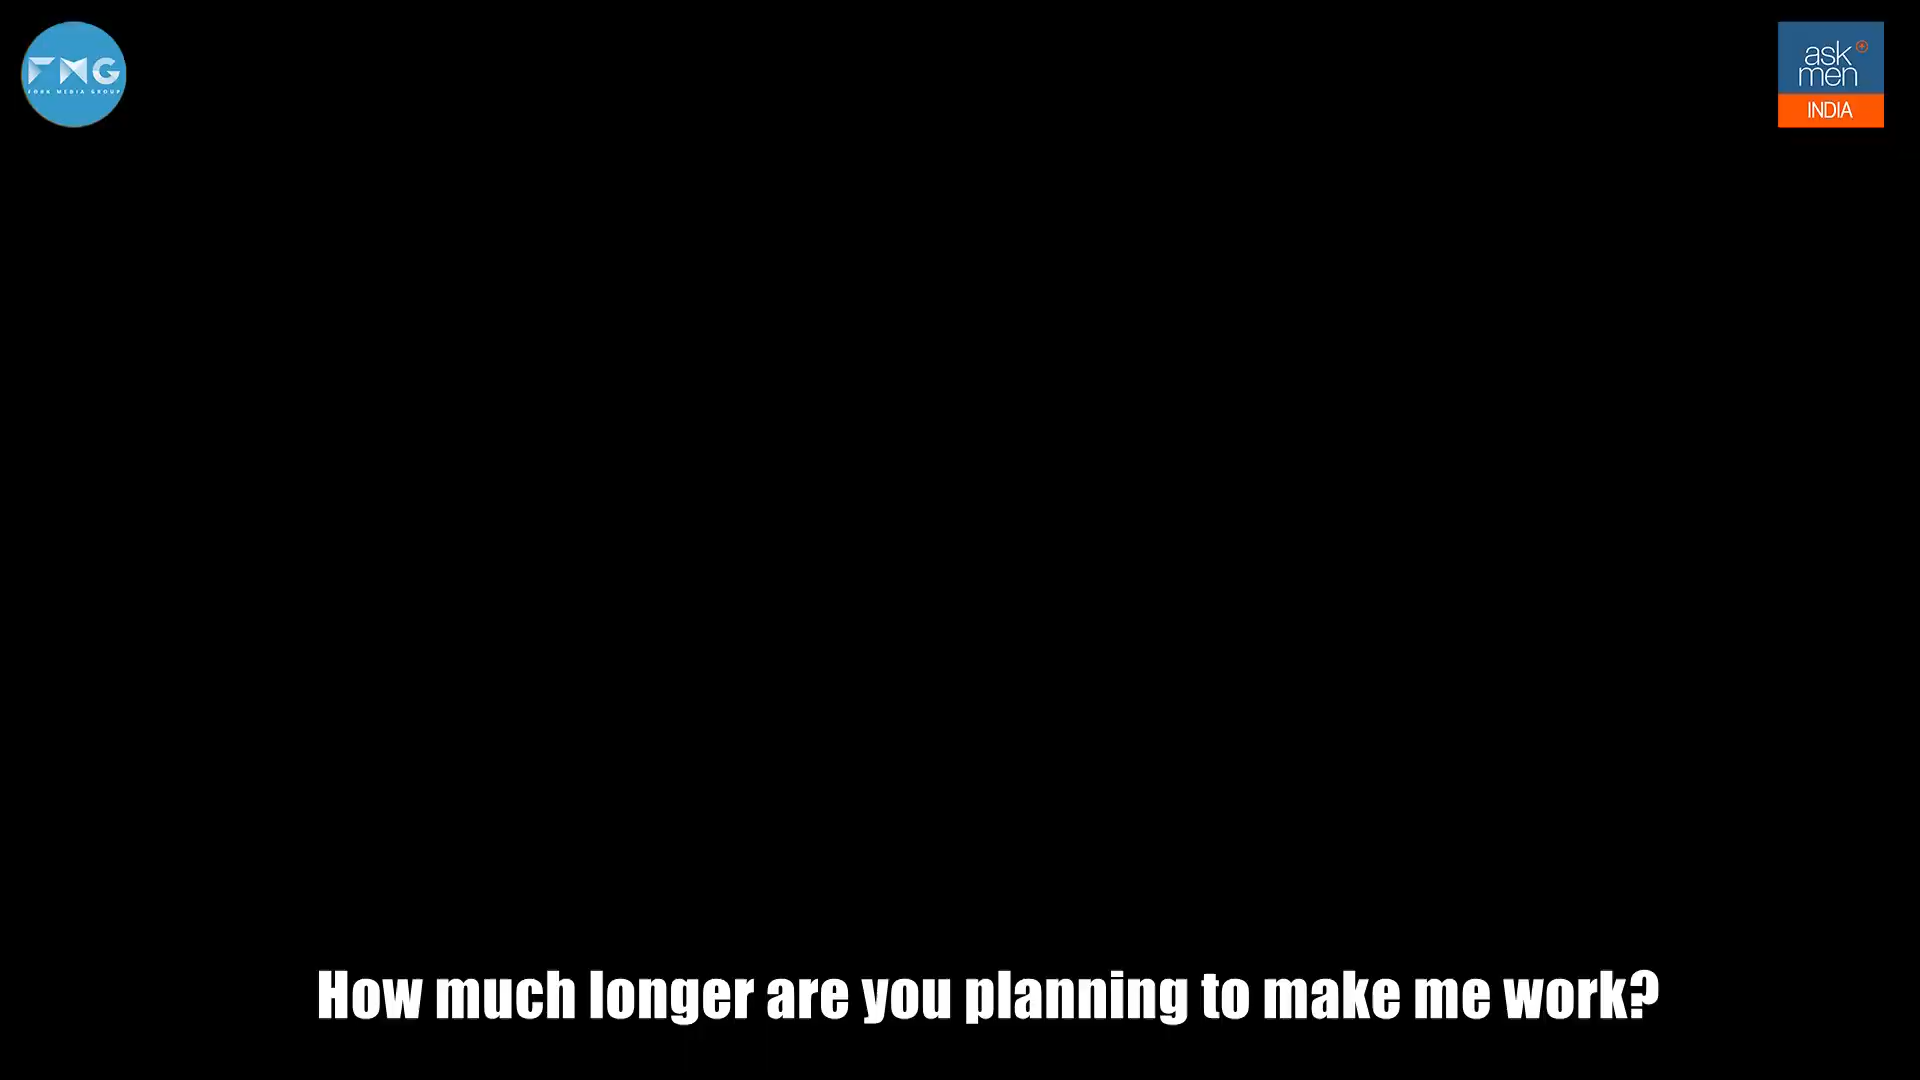 FMG
FORK MEDIA GROUP
ask
men
INDIA
How much longer are you planning to make me work?